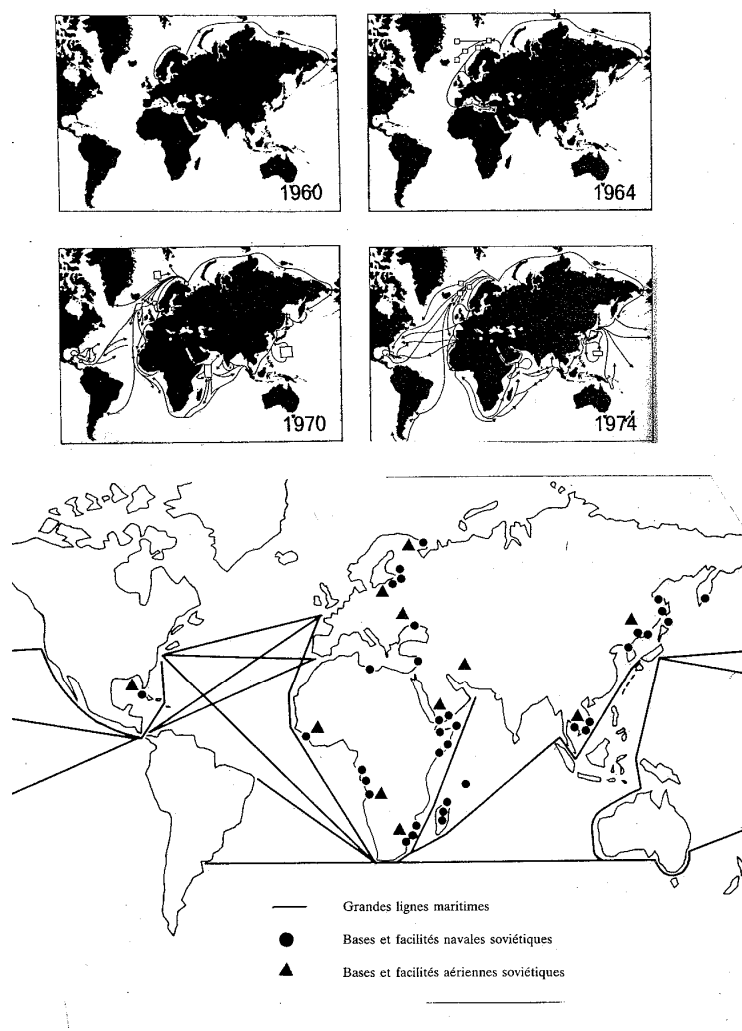 1960
1964
1970
1974
Grandes lignes maritimes
Bases et facilités navales soviétiques
Bases et facilités aériennes soviétiques